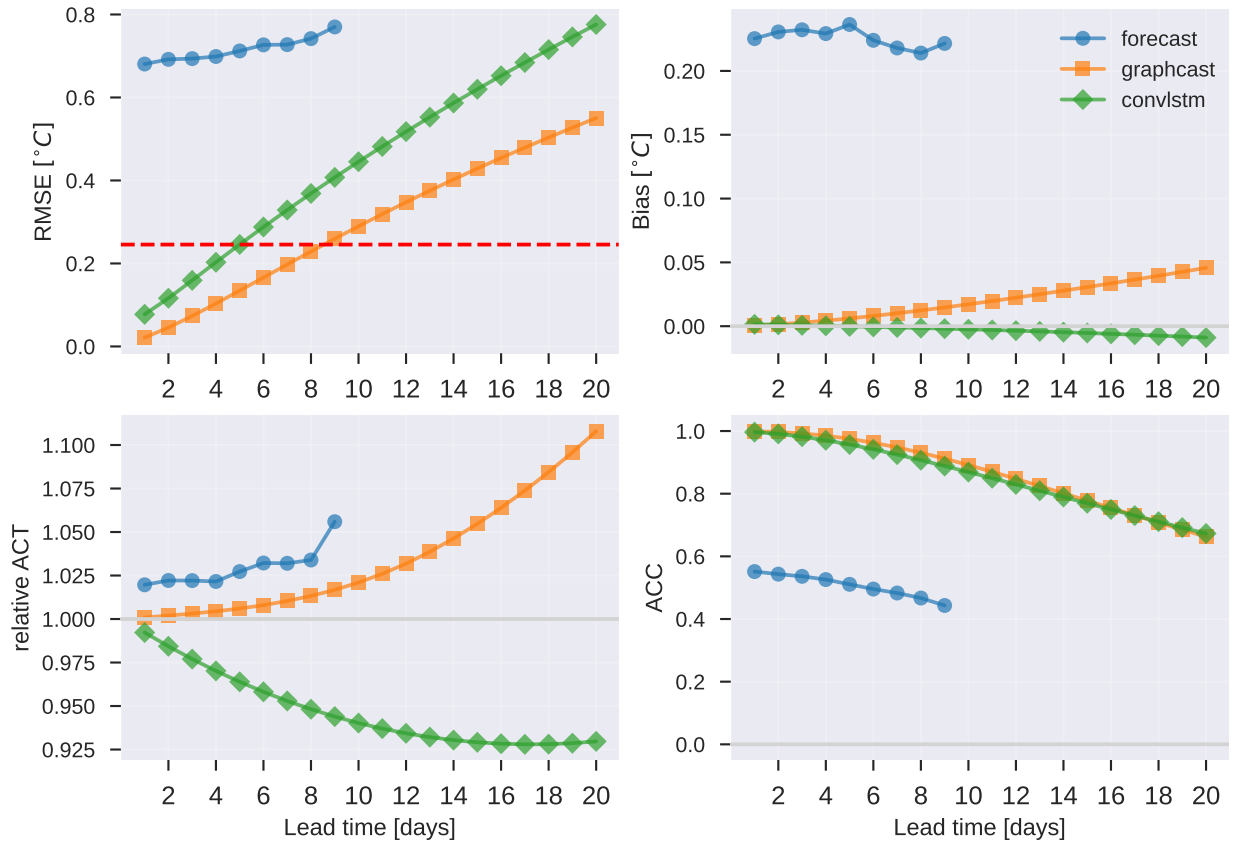 0.8
0.6
0.4
0.2
0.0
RMSE [°C]
2 4 6 8 10 12 14 16 18 20
forecast
graphcast
convlstm
0.20
0.15
0.10
0.05
0.00
Bias [°C]
2 4 6 8 10 12 14 16 18 20
1.100
1.075
1.050
1.025
1.000
0.975
0.950
0.925
relative ACT
2 4 6 8 10 12 14 16 18 20
Lead time [days]
1.0
0.8
0.6
0.4
0.2
0.0
ACC
2 4 6 8 10 12 14 16 18 20
Lead time [days]